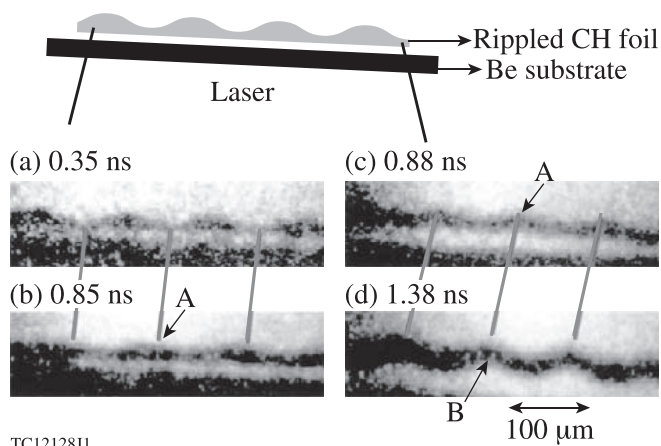 Rippled CH foil
Be substrate
Laser
(a) 0.35 ns
(c) 0.88 ns
A
(b) 0.85 ns
A
(d) 1.38 ns
B
100 μm
TC12128J1